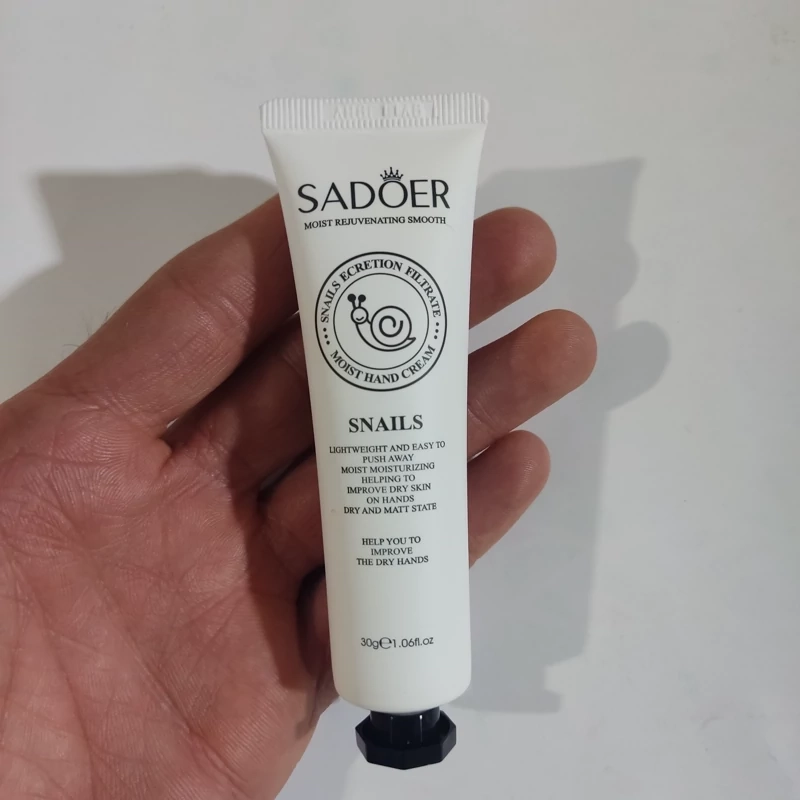 SADOER
MOIST REJUVENATING SMOOTH
SNAILS ECRETION FILTRATE
MOIST HAND CREAM
SNAILS
LIGHTWEIGHT AND EASY TO
PUSH AWAY
MOIST MOISTURIZING
HELPING TO
IMPROVE DRY SKIN
ON HANDS
DRY AND MATT STATE
HELP YOU TO
IMPROVE
THE DRY HANDS
30g℮1.06fl.oz